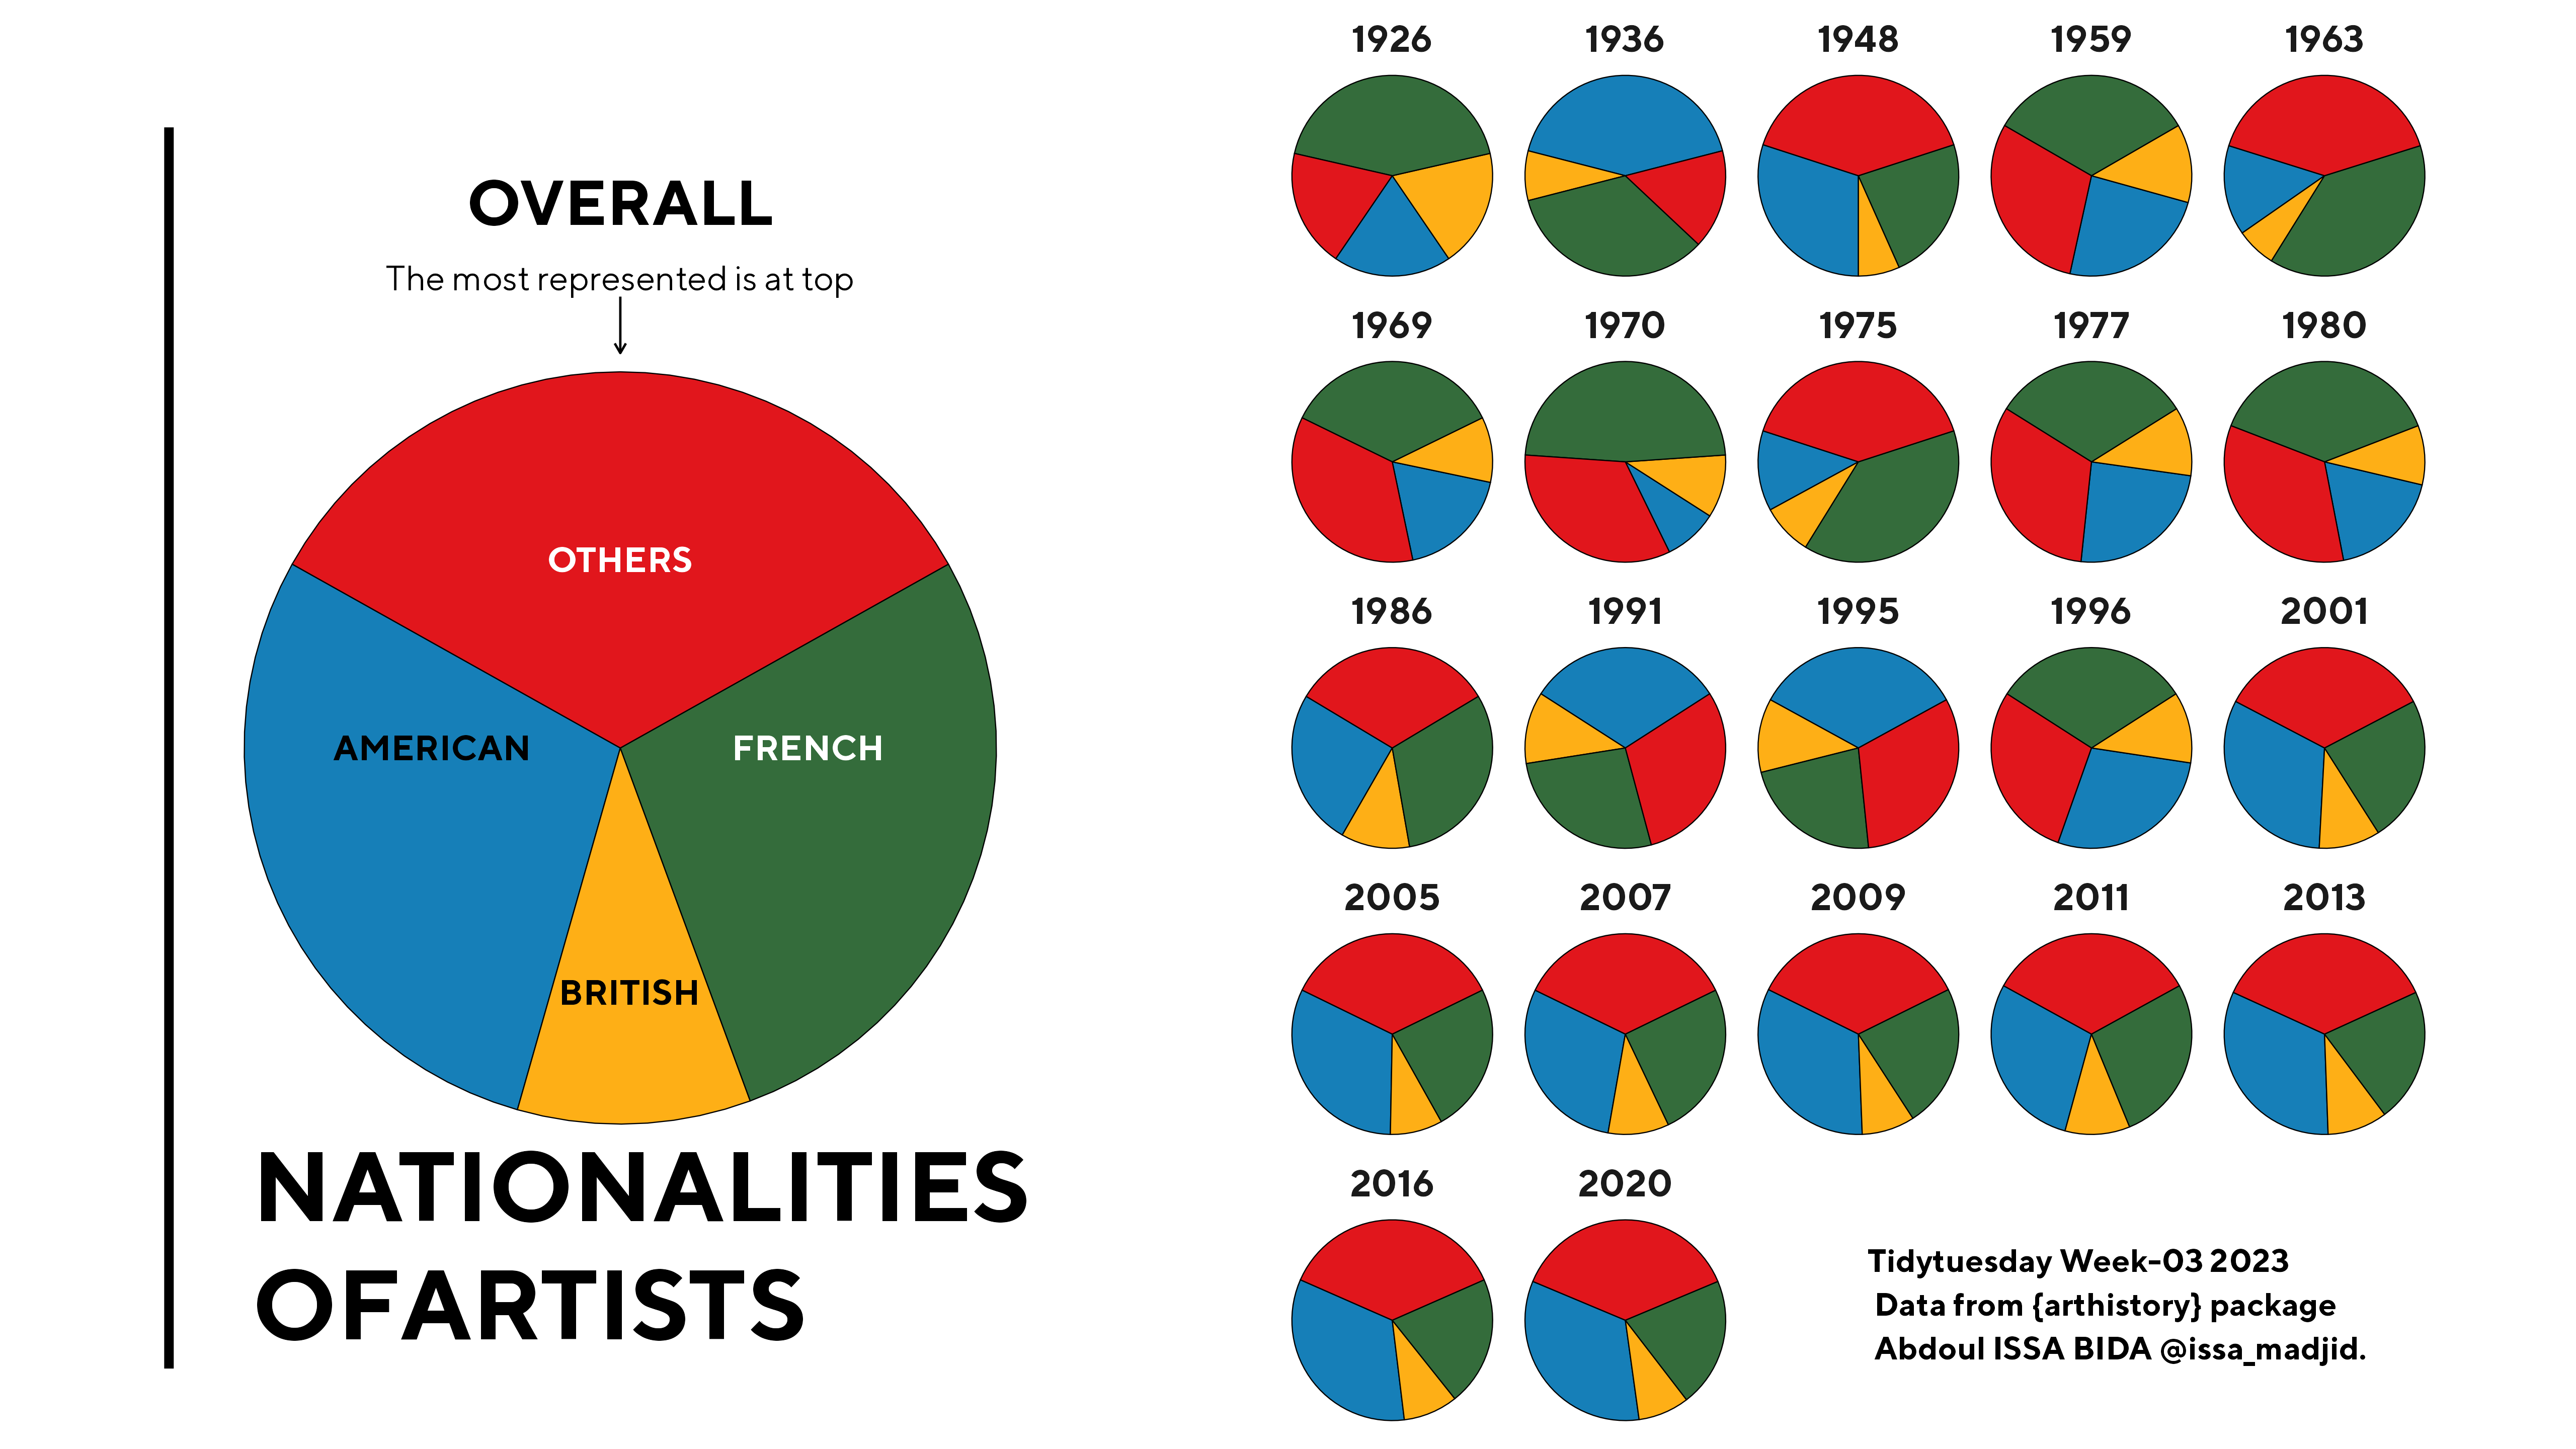 OVERALL
The most represented is at top
OTHERS
AMERICAN
FRENCH
BRITISH
NATIONALITIES
OFARTISTS
1926 1936 1948 1959 1963
1969 1970 1975 1977 1980
1986 1991 1995 1996 2001
2005 2007 2009 2011 2013
2016 2020
Tidytuesday Week-03 2023
Data from {arthistory} package
Abdoul ISSA BIDA @issa_madjid.